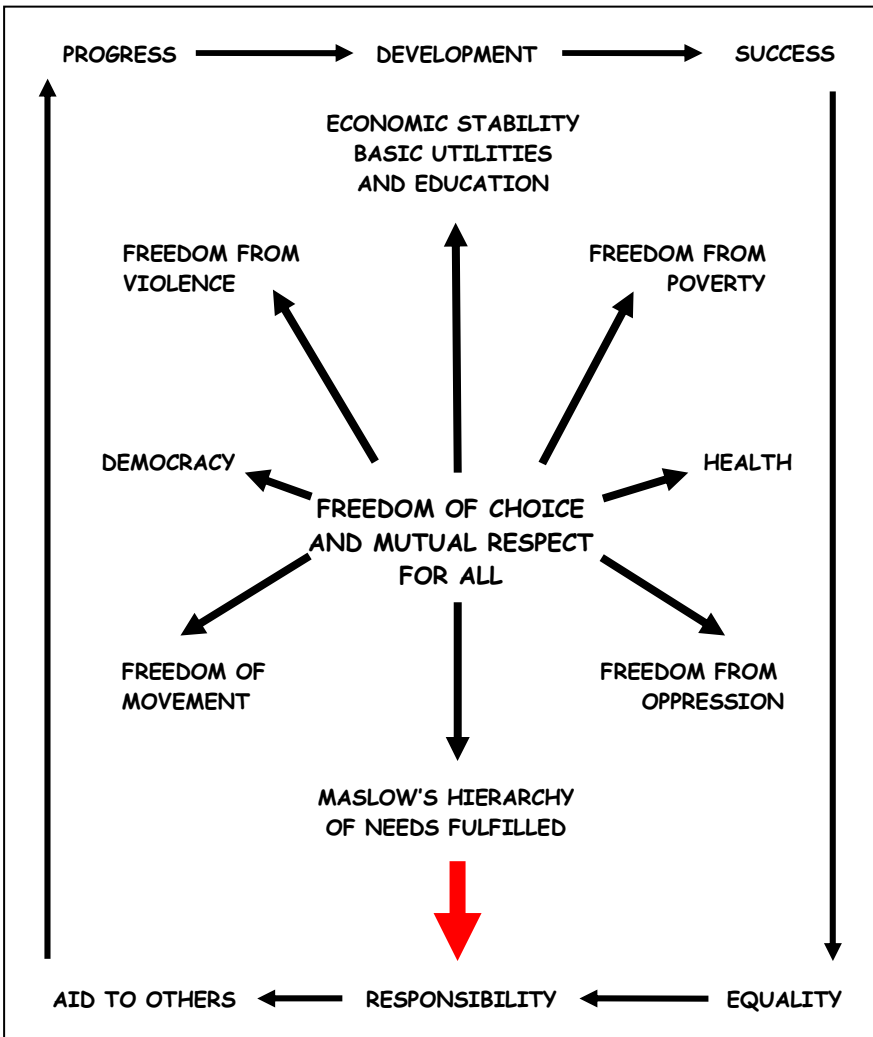 PROGRESS DEVELOPMENT SUCCESS
ECONOMIC STABILITY
BASIC UTILITIES
AND EDUCATION
FREEDOM FROM
VIOLENCE
FREEDOM FROM
POVERTY
DEMOCRACY
HEALTH
FREEDOM OF CHOICE
AND MUTUAL RESPECT
FOR ALL
FREEDOM OF
MOVEMENT
FREEDOM FROM
OPPRESSION
MASLOW'S HIERARCHY
OF NEEDS FULFILLED
AID TO OTHERS RESPONSIBILITY EQUALITY